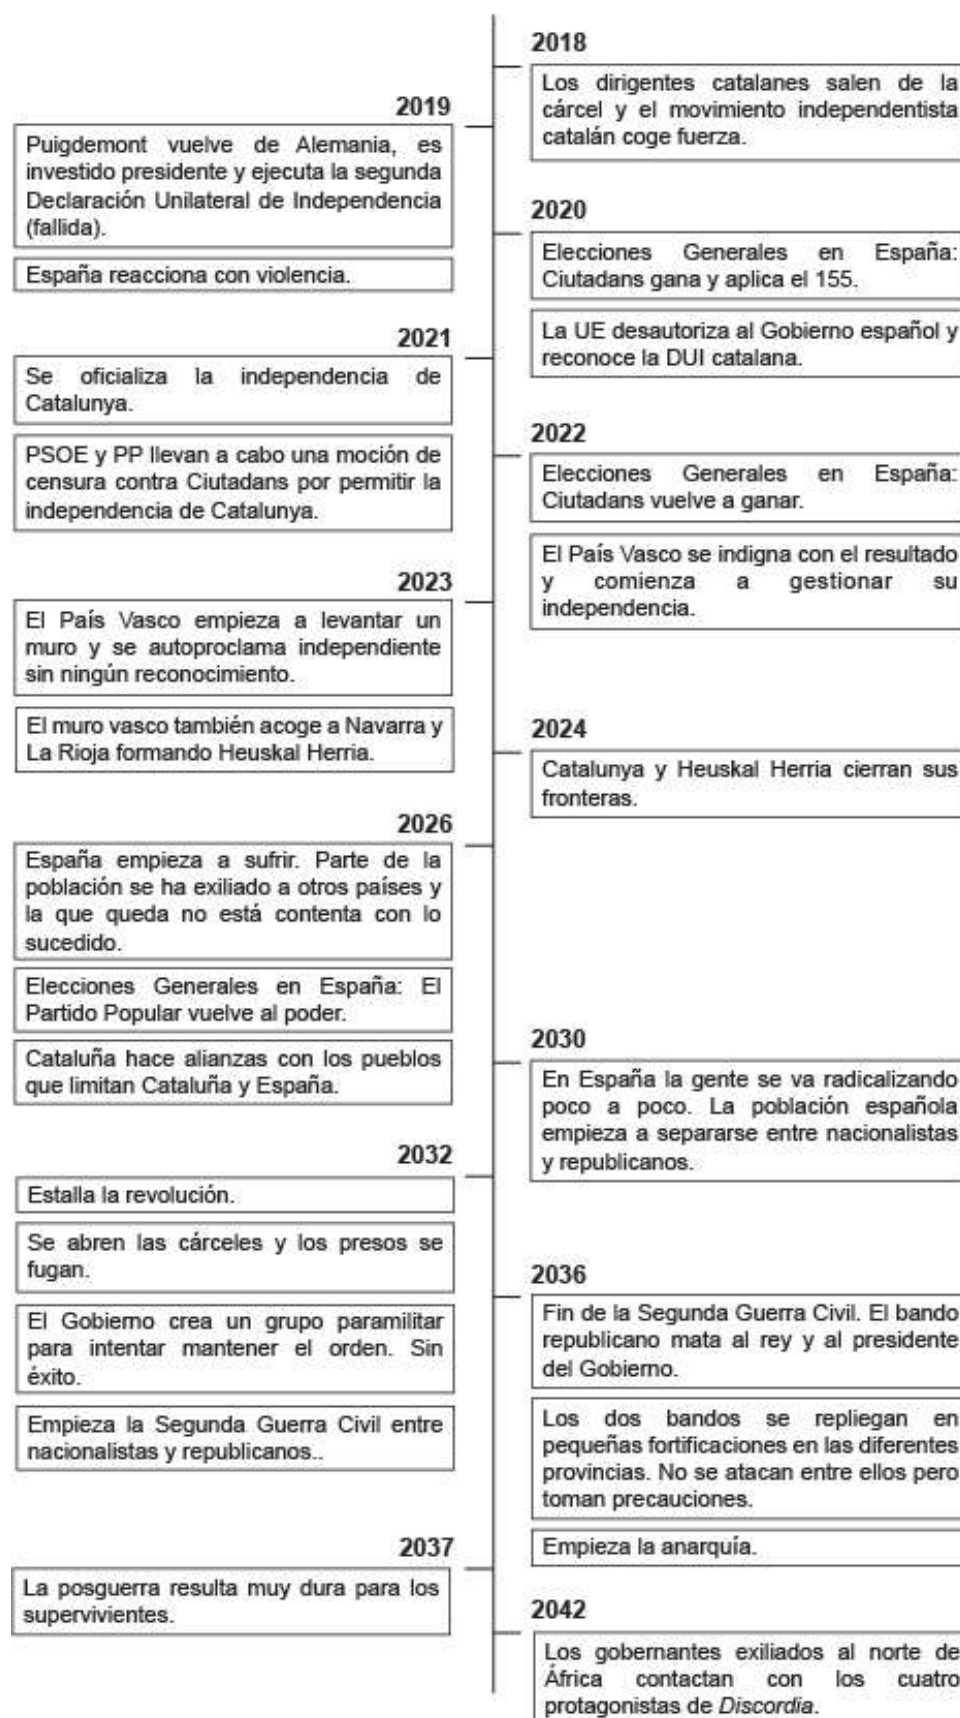 2018
Los dirigentes catalanes salen de la
cárcel y el movimiento independentista
catalán coge fuerza.
2019
Puigdemont vuelve de Alemania, es
investido presidente y ejecuta la segunda
Declaración Unilateral de Independencia
(fallida).
España reacciona con violencia.
2020
Elecciones Generales en España:
Ciutadans gana y aplica el 155.
La UE desautoriza al Gobierno español y
reconoce la DUI catalana.
2021
Se oficializa la independencia de
Catalunya.
PSOE y PP llevan a cabo una moción de
censura contra Ciutadans por permitir la
independencia de Catalunya.
2022
Elecciones Generales en España:
Ciutadans vuelve a ganar.
El País Vasco se indigna con el resultado
y comienza a gestionar su
independencia.
2023
El País Vasco empieza a levantar un
muro y se autoproclama independiente
sin ningún reconocimiento.
El muro vasco también acoge a Navarra y
La Rioja formando Heuskal Herria.
2024
Catalunya y Heuskal Herria cierran sus
fronteras.
2026
España empieza a sufrir. Parte de la
población se ha exiliado a otros países y
la que queda no está contenta con lo
sucedido.
Elecciones Generales en España: El
Partido Popular vuelve al poder.
Cataluña hace alianzas con los pueblos
que limitan Cataluña y España.
2030
En España la gente se va radicalizando
poco a poco. La población española
empieza a separarse entre nacionalistas
y republicanos.
2032
Estalla la revolución.
Se abren las cárceles y los presos se
fugan.
El Gobierno crea un grupo paramilitar
para intentar mantener el orden. Sin
éxito.
Empieza la Segunda Guerra Civil entre
nacionalistas y republicanos..
2036
Fin de la Segunda Guerra Civil. El bando
republicano mata al rey y al presidente
del Gobierno.
Los dos bandos se repliegan en
pequeñas fortificaciones en las diferentes
provincias. No se atacan entre ellos pero
toman precauciones.
Empieza la anarquía.
2037
La posguerra resulta muy dura para los
supervivientes.
2042
Los gobernantes exiliados al norte de
África contactan con los cuatro
protagonistas de Discordia.